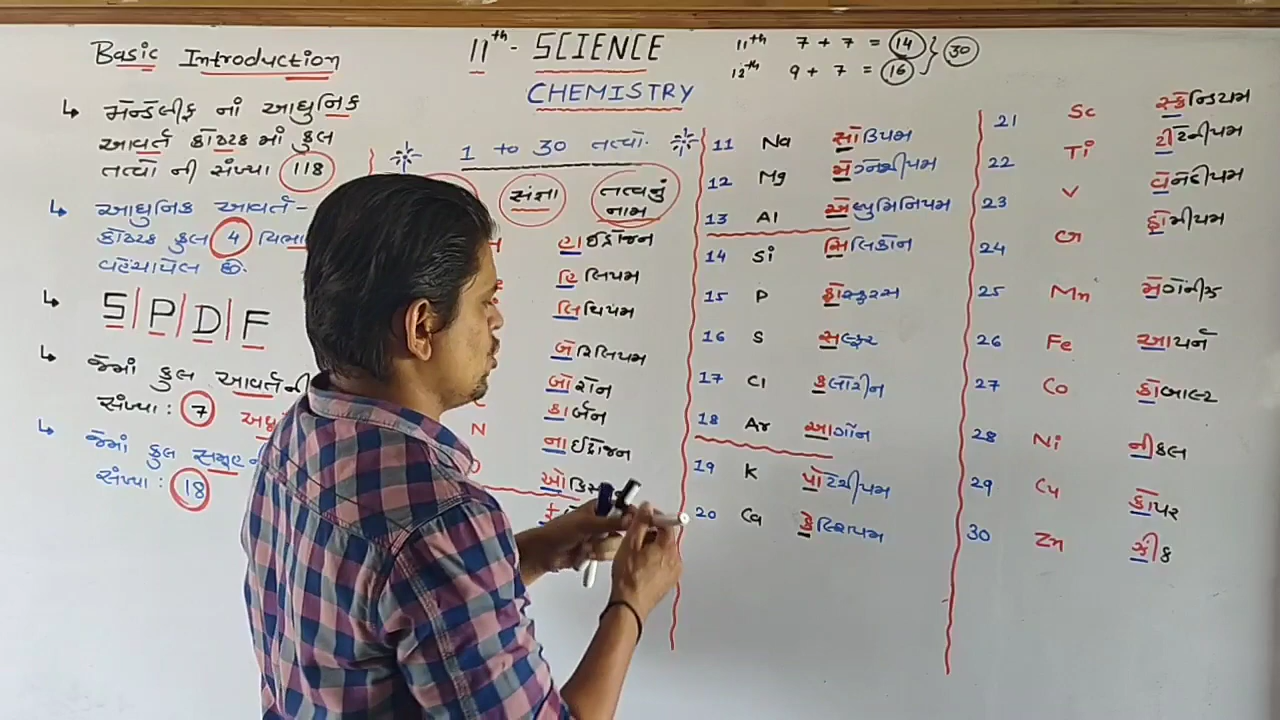 Basic Introduction
↳ મેન્ડેલીફ નાં આધુનિક
આવર્ત કોષ્ટક માં કુલ
તત્વો ની સંખ્યા 118
↳ આધુનિક આવર્ત-
કોષ્ટક કુલ 4
વહેંચાયેલ છે.
↳ S|P|D|F
↳ જેમાં કુલ આવર્તની
સંખ્યા : 7
↳ જેમાં કુલ સમૂહ
સંખ્યા : 18
11th - SCIENCE
CHEMISTRY
11th 7 + 7 = 14
12th 9 + 7 = 16
30
1 to 30 તત્વો.
સંજ્ઞા તત્વનું નામ
હાઈડ્રોજન
હિલિયમ
લિથિયમ
બેરિલિયમ
બોરોન
કાર્બન
N નાઈટ્રોજન
11 Na સોડિયમ
12 Mg મેગ્નેશીયમ
13 Al એલ્યુમિનિયમ
14 Si સિલિકોન
15 P ફોસ્ફરસ
16 S સલ્ફર
17 Cl ક્લોરીન
18 Ar આર્ગોન
19 K પોટેશીયમ
20 Ca કેલ્શિયમ
21 Sc સ્કેન્ડિયમ
22 Ti ટીટેનીયમ
23 V વેનેડીયમ
24 Cr ક્રોમીયમ
25 Mn મેંગેનીઝ
26 Fe આયર્ન
27 Co કોબાલ્ટ
28 Ni નીકલ
29 Cu કોપર
30 Zn ઝીંક